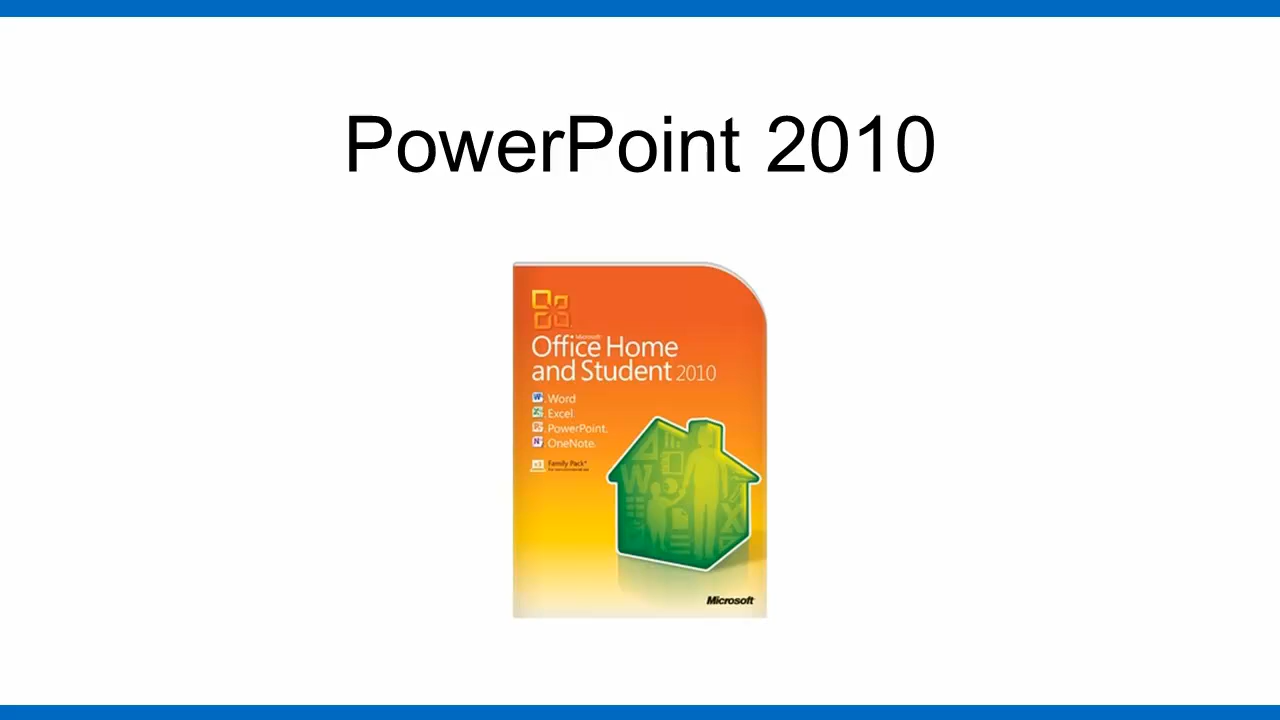 PowerPoint 2010
Microsoft
Office Home
and Student 2010
Word
Excel
PowerPoint
OneNote
Family Pack*
Microsoft